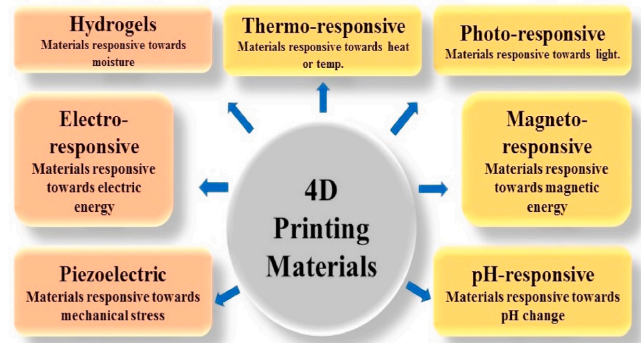 Hydrogels
Materials responsive towards
moisture
Thermo-responsive
Materials responsive towards heat
or temp.
Photo-responsive
Materials responsive towards light.
Electro-
responsive
Materials responsive
towards electric
energy
4D
Printing
Materials
Magneto-
responsive
Materials responsive
towards magnetic
energy
Piezoelectric
Materials responsive towards
mechanical stress
pH-responsive
Materials responsive towards
pH change